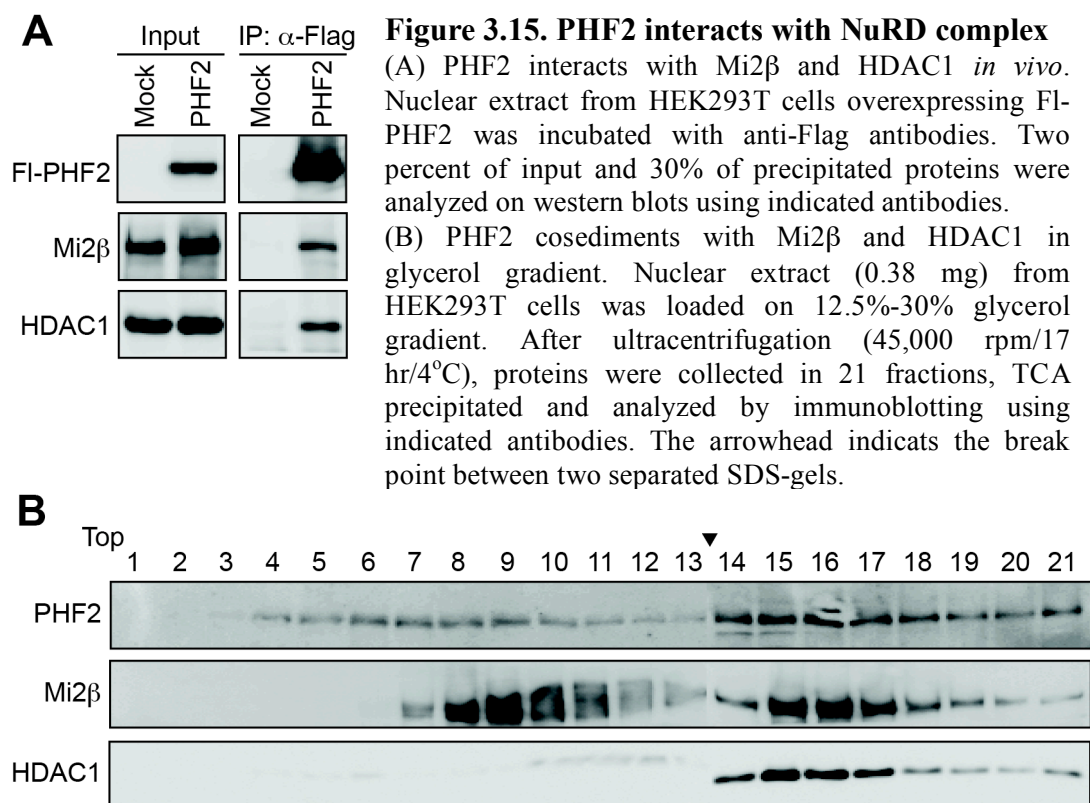 A
Input
IP: α-Flag
Mock
PHF2
Mock
PHF2
Fl-PHF2
Mi2β
HDAC1
Figure 3.15. PHF2 interacts with NuRD complex
(A) PHF2 interacts with Mi2β and HDAC1 in vivo.
Nuclear extract from HEK293T cells overexpressing Fl-
PHF2 was incubated with anti-Flag antibodies. Two
percent of input and 30% of precipitated proteins were
analyzed on western blots using indicated antibodies.
(B) PHF2 cosediments with Mi2β and HDAC1 in
glycerol gradient. Nuclear extract (0.38 mg) from
HEK293T cells was loaded on 12.5%-30% glycerol
gradient. After ultracentrifugation (45,000 rpm/17
hr/4°C), proteins were collected in 21 fractions, TCA
precipitated and analyzed by immunoblotting using
indicated antibodies. The arrowhead indicats the break
point between two separated SDS-gels.
B
Top
1 2 3 4 5 6 7 8 9 10 11 12 13 14 15 16 17 18 19 20 21
PHF2
Mi2β
HDAC1